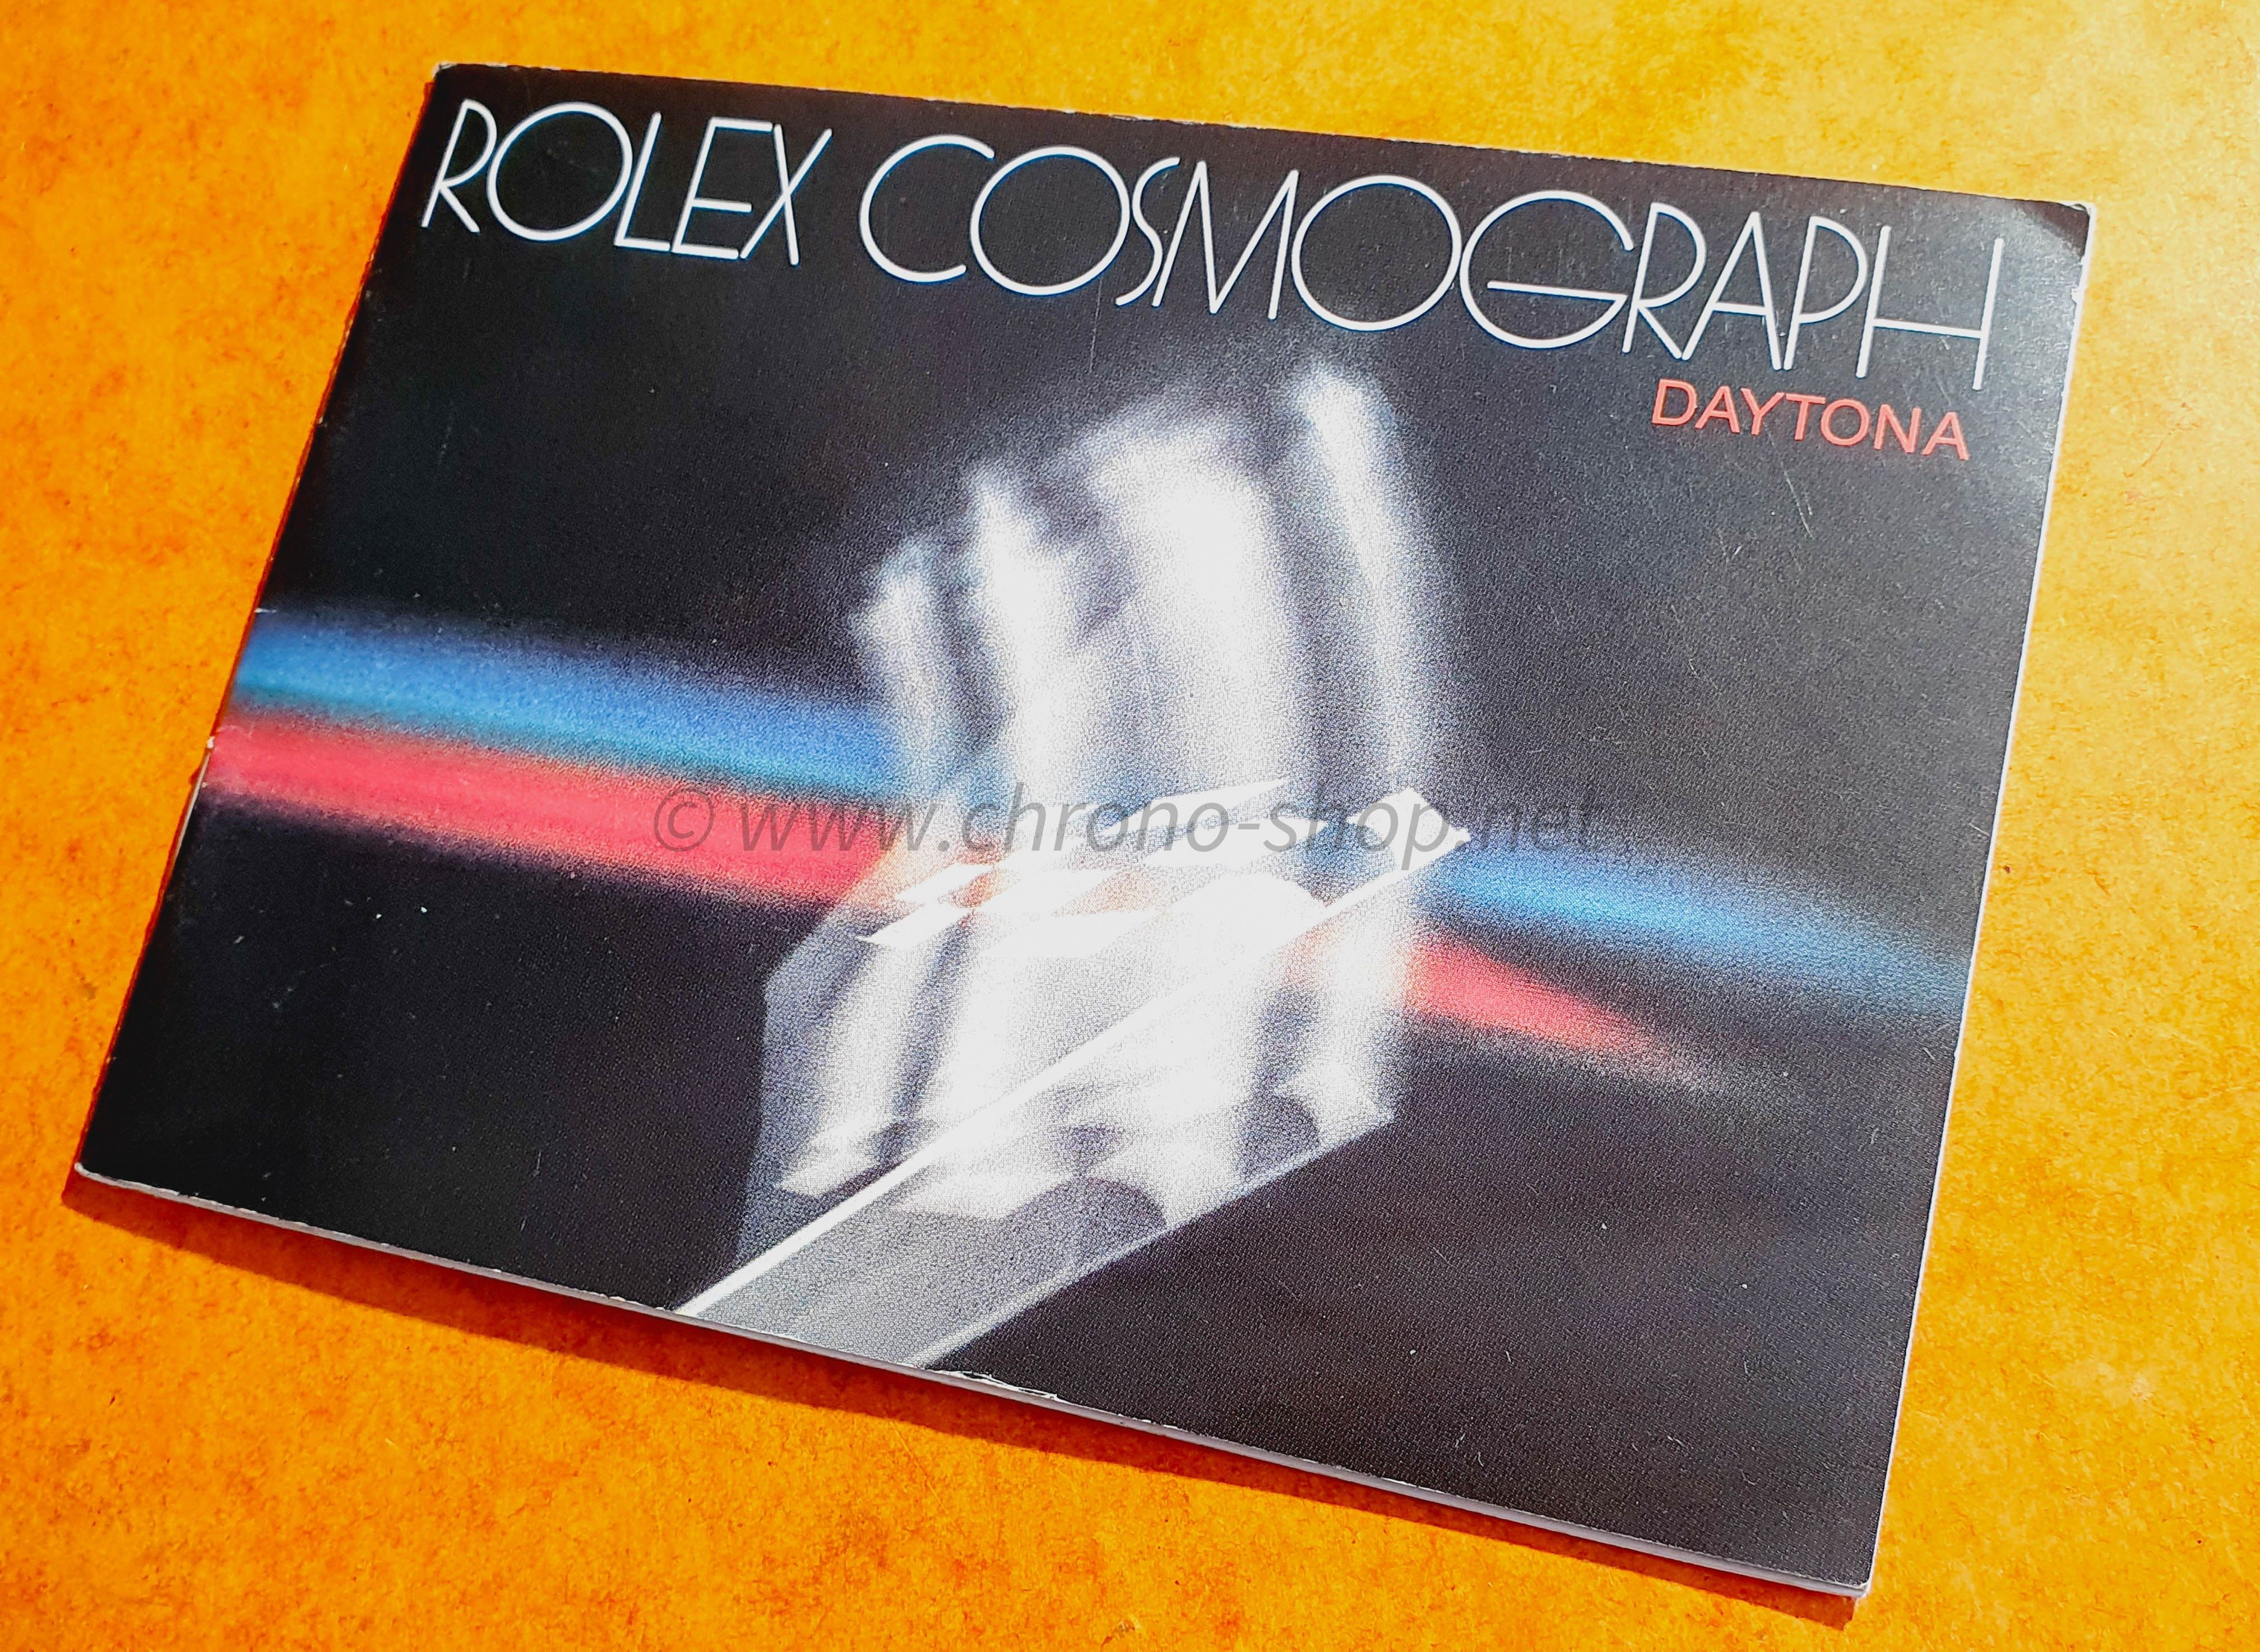 ROLEX COSMOGRAPH
DAYTONA
© www.chrono-shop.net